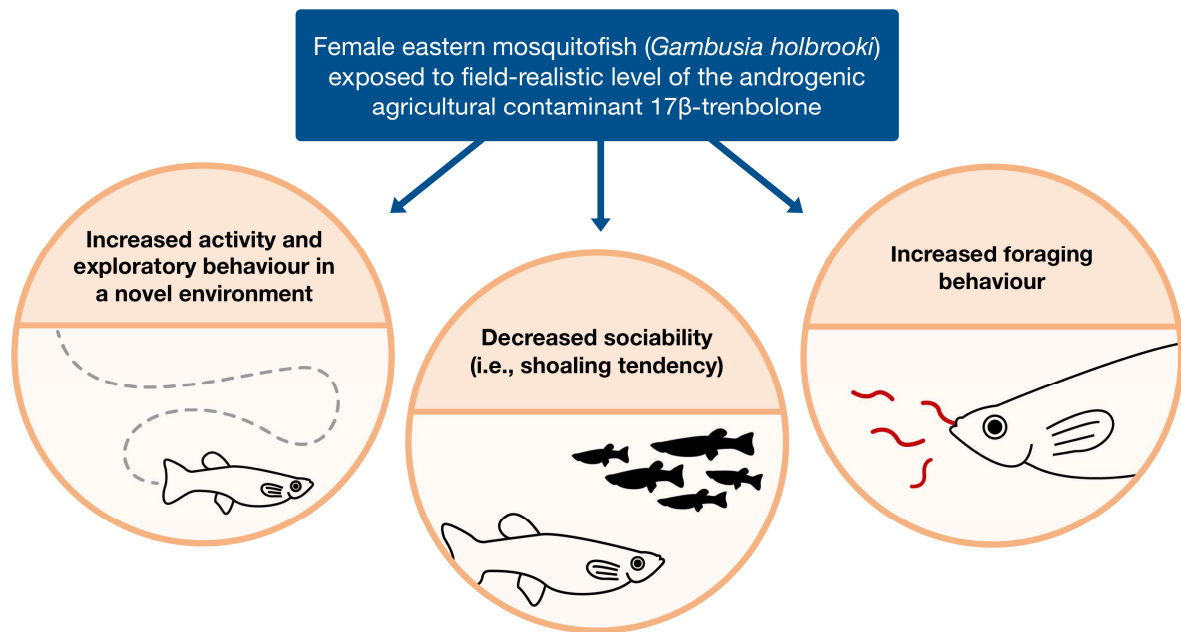 Female eastern mosquitofish (Gambusia holbrooki)
exposed to field-realistic level of the androgenic
agricultural contaminant 17β-trenbolone
Increased activity and
exploratory behaviour in
a novel environment
Decreased sociability
(i.e., shoaling tendency)
Increased foraging
behaviour